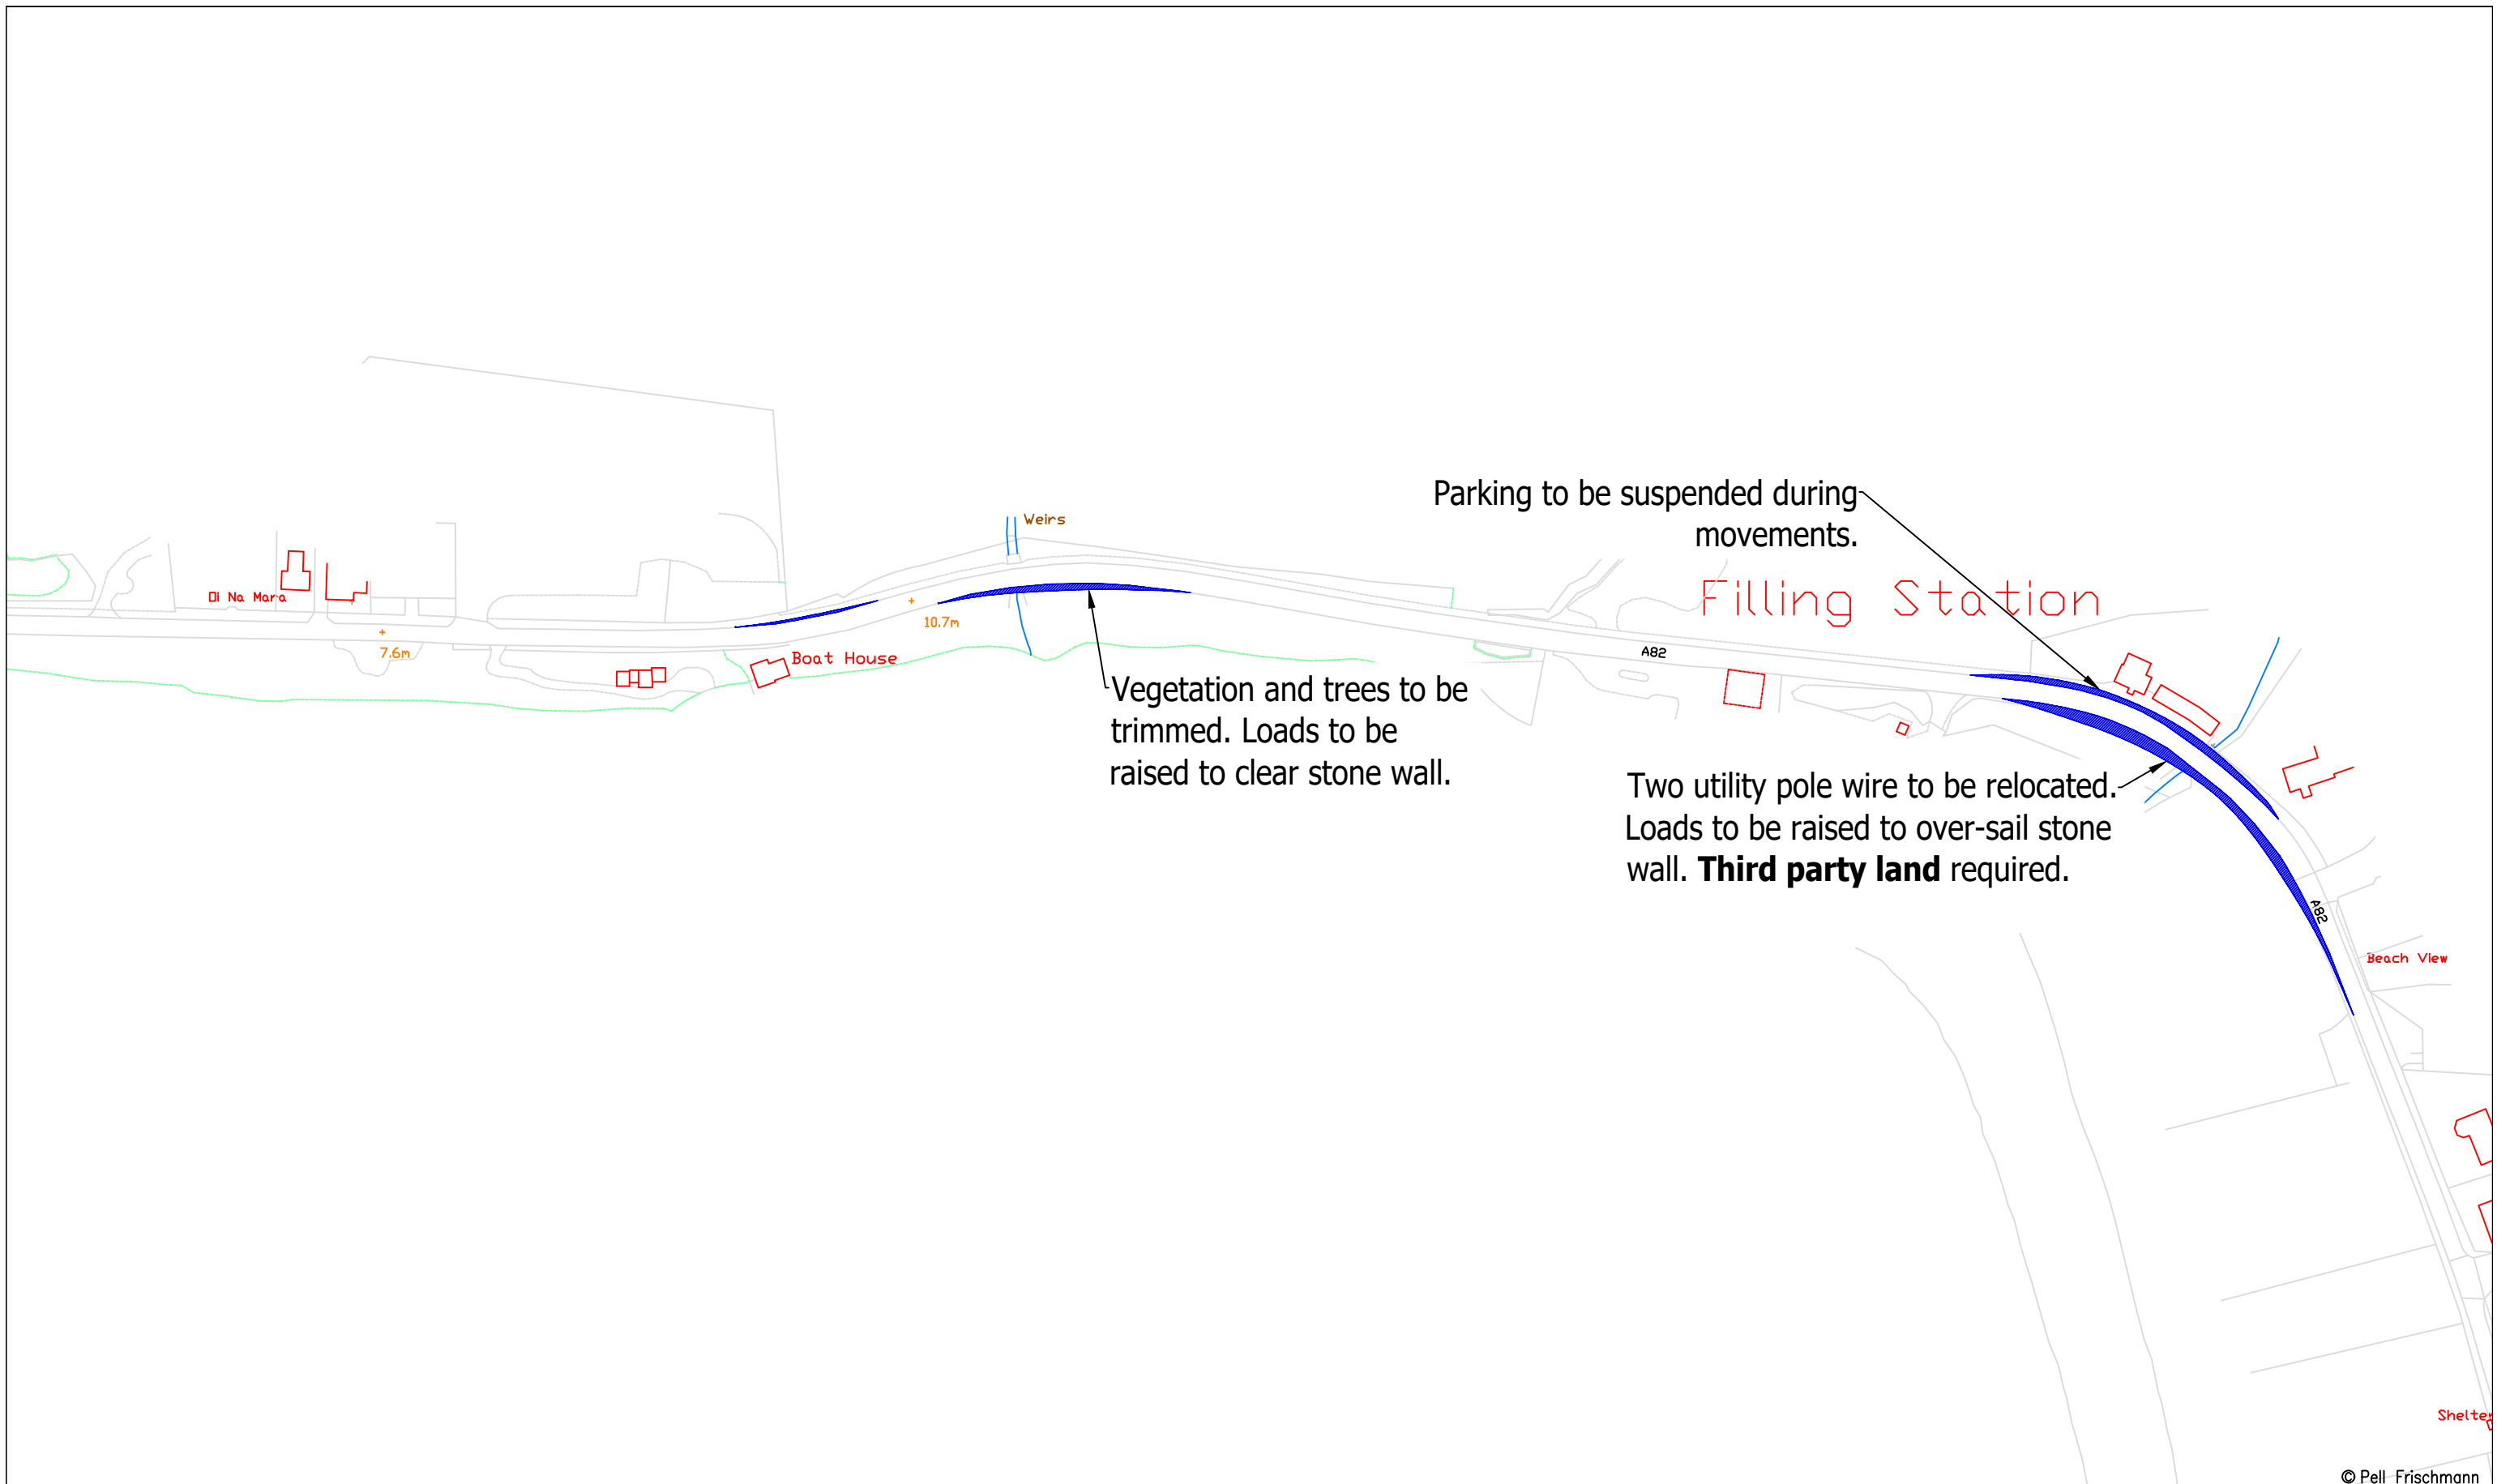 Parking to be suspended during
movements.
Weirs
Filling Station
Di Na Mara
10.7m
7.6m
A82
Boat House
Vegetation and trees to be
trimmed. Loads to be
raised to clear stone wall.
Two utility pole wire to be relocated.
Loads to be raised to over-sail stone
wall. Third party land required.
A82
Beach View
Shelter
© Pell Frischmann